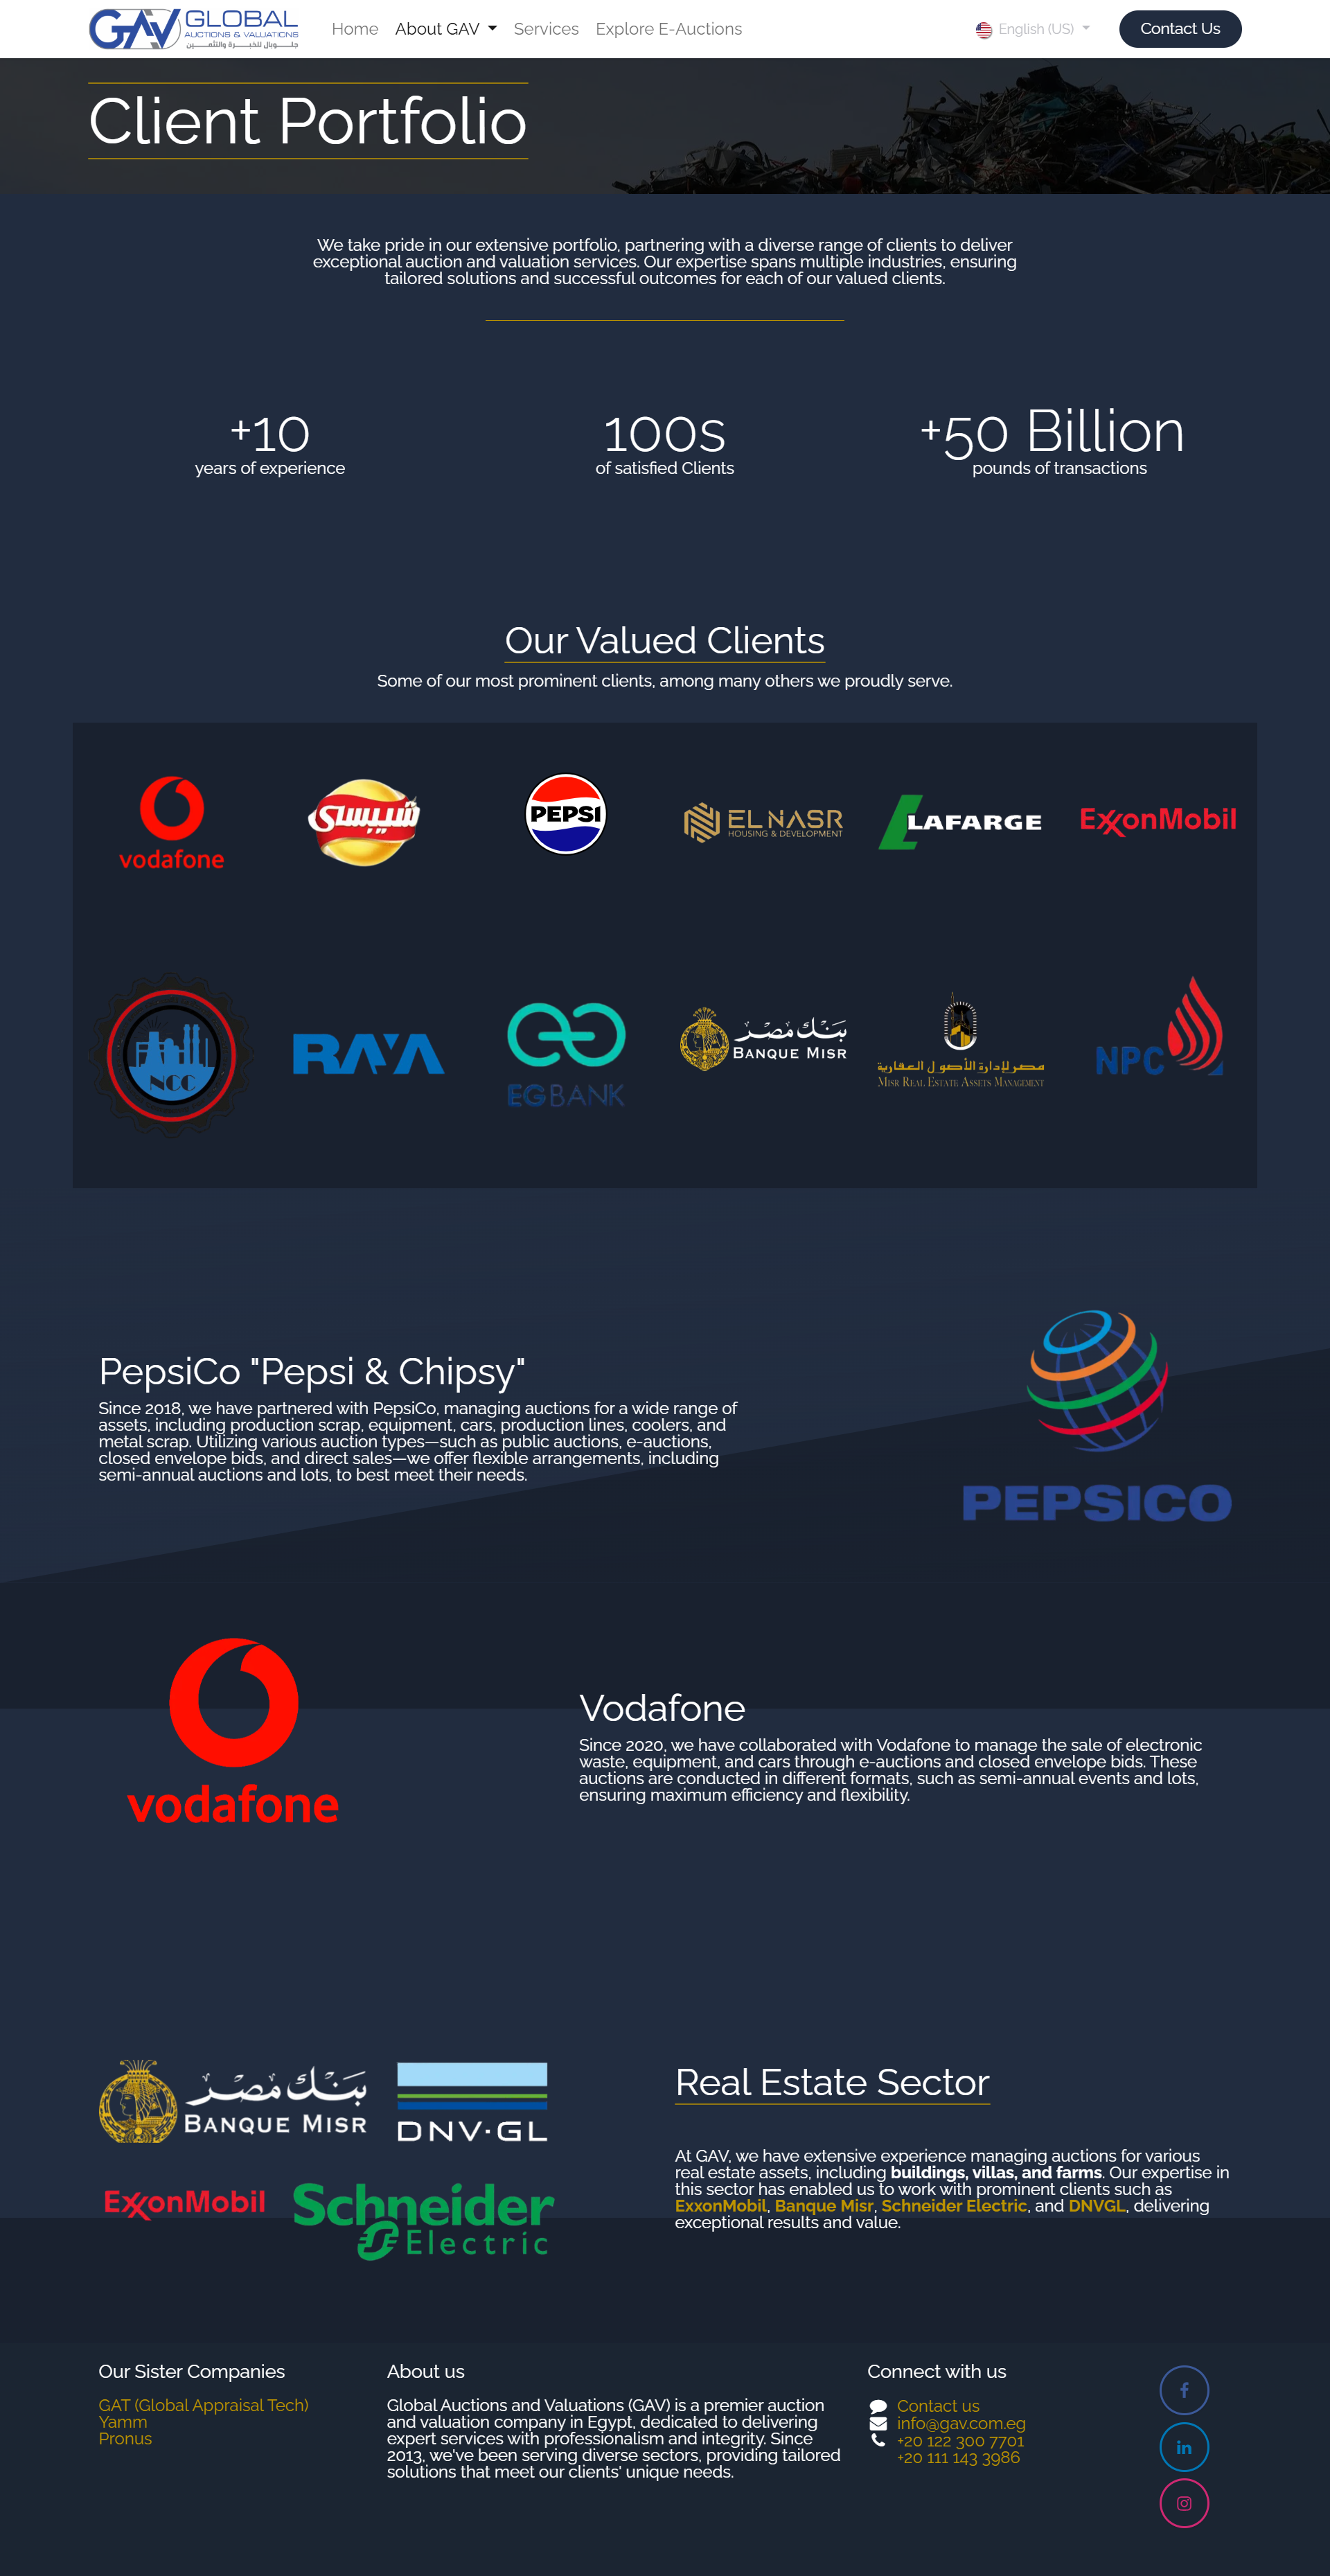 GAV GLOBAL
AUCTIONS & VALUATIONS
جلوبال للخبرة والتثمين
Home
About GAV
Services
Explore E-Auctions
English (US)
Contact Us
Client Portfolio
We take pride in our extensive portfolio, partnering with a diverse range of clients to deliver
exceptional auction and valuation services. Our expertise spans multiple industries, ensuring
tailored solutions and successful outcomes for each of our valued clients.
+10
years of experience
100s
of satisfied Clients
+50 Billion
pounds of transactions
Our Valued Clients
Some of our most prominent clients, among many others we proudly serve.
vodafone
شيبسى
PEPSI
EL NASR
HOUSING & DEVELOPMENT
LAFARGE
ExxonMobil
NCC
RAYA
EGBANK
بنك مصر
BANQUE MISR
مصر لإدارة الأصول العقارية
MISR REAL ESTATE ASSETS MANAGEMENT
NPC
PepsiCo "Pepsi & Chipsy"
Since 2018, we have partnered with PepsiCo, managing auctions for a wide range of
assets, including production scrap, equipment, cars, production lines, coolers, and
metal scrap. Utilizing various auction types—such as public auctions, e-auctions,
closed envelope bids, and direct sales—we offer flexible arrangements, including
semi-annual auctions and lots, to best meet their needs.
PEPSICO
vodafone
Vodafone
Since 2020, we have collaborated with Vodafone to manage the sale of electronic
waste, equipment, and cars through e-auctions and closed envelope bids. These
auctions are conducted in different formats, such as semi-annual events and lots,
ensuring maximum efficiency and flexibility.
بنك مصر
BANQUE MISR
DNV·GL
ExxonMobil
Schneider
Electric
Real Estate Sector
At GAV, we have extensive experience managing auctions for various
real estate assets, including buildings, villas, and farms. Our expertise in
this sector has enabled us to work with prominent clients such as
ExxonMobil, Banque Misr, Schneider Electric, and DNVGL, delivering
exceptional results and value.
Our Sister Companies
GAT (Global Appraisal Tech)
Yamm
Pronus
About us
Global Auctions and Valuations (GAV) is a premier auction
and valuation company in Egypt, dedicated to delivering
expert services with professionalism and integrity. Since
2013, we've been serving diverse sectors, providing tailored
solutions that meet our clients' unique needs.
Connect with us
Contact us
info@gav.com.eg
+20 122 300 7701
+20 111 143 3986